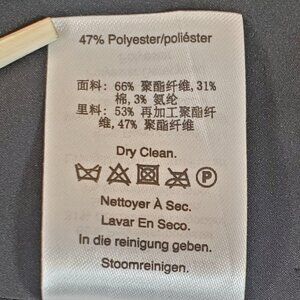 47% Polyester/poliéster
面料: 66% 聚酯纤维, 31%
棉, 3% 氨纶
里料: 53% 再加工聚酯纤
维, 47% 聚酯纤维
Dry Clean.
P
Nettoyer À Sec.
Lavar En Seco.
In die reinigung geben.
Stoomreinigen.